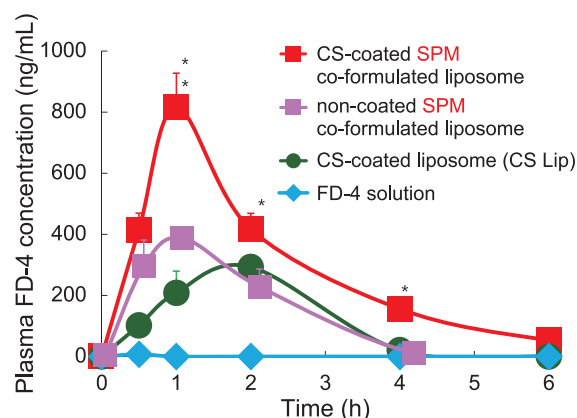 Plasma FD-4 concentration (ng/mL)
1000
800
600
400
200
0
*
*
*
*
CS-coated SPM
co-formulated liposome
non-coated SPM
co-formulated liposome
CS-coated liposome (CS Lip)
FD-4 solution
0 1 2 3 4 5 6
Time (h)